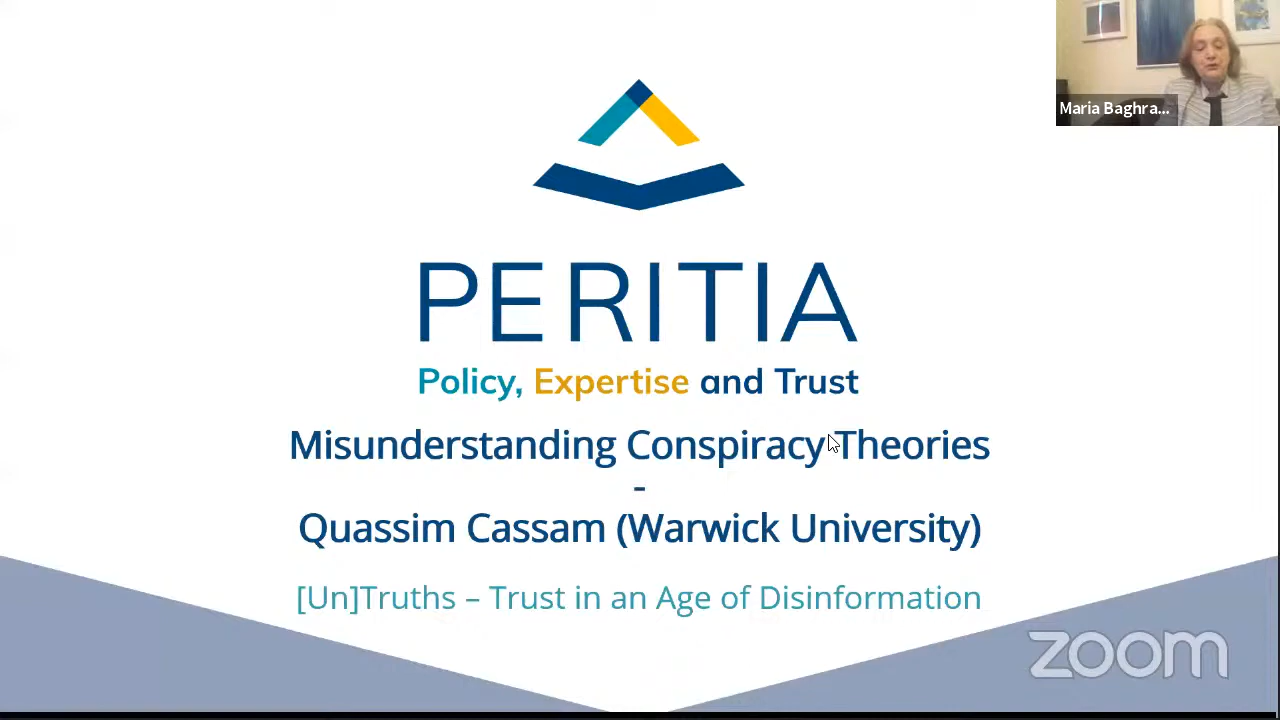 Maria Baghra...
PERITIA
Policy, Expertise and Trust
Misunderstanding Conspiracy Theories
-
Quassim Cassam (Warwick University)
[Un]Truths – Trust in an Age of Disinformation
zoom